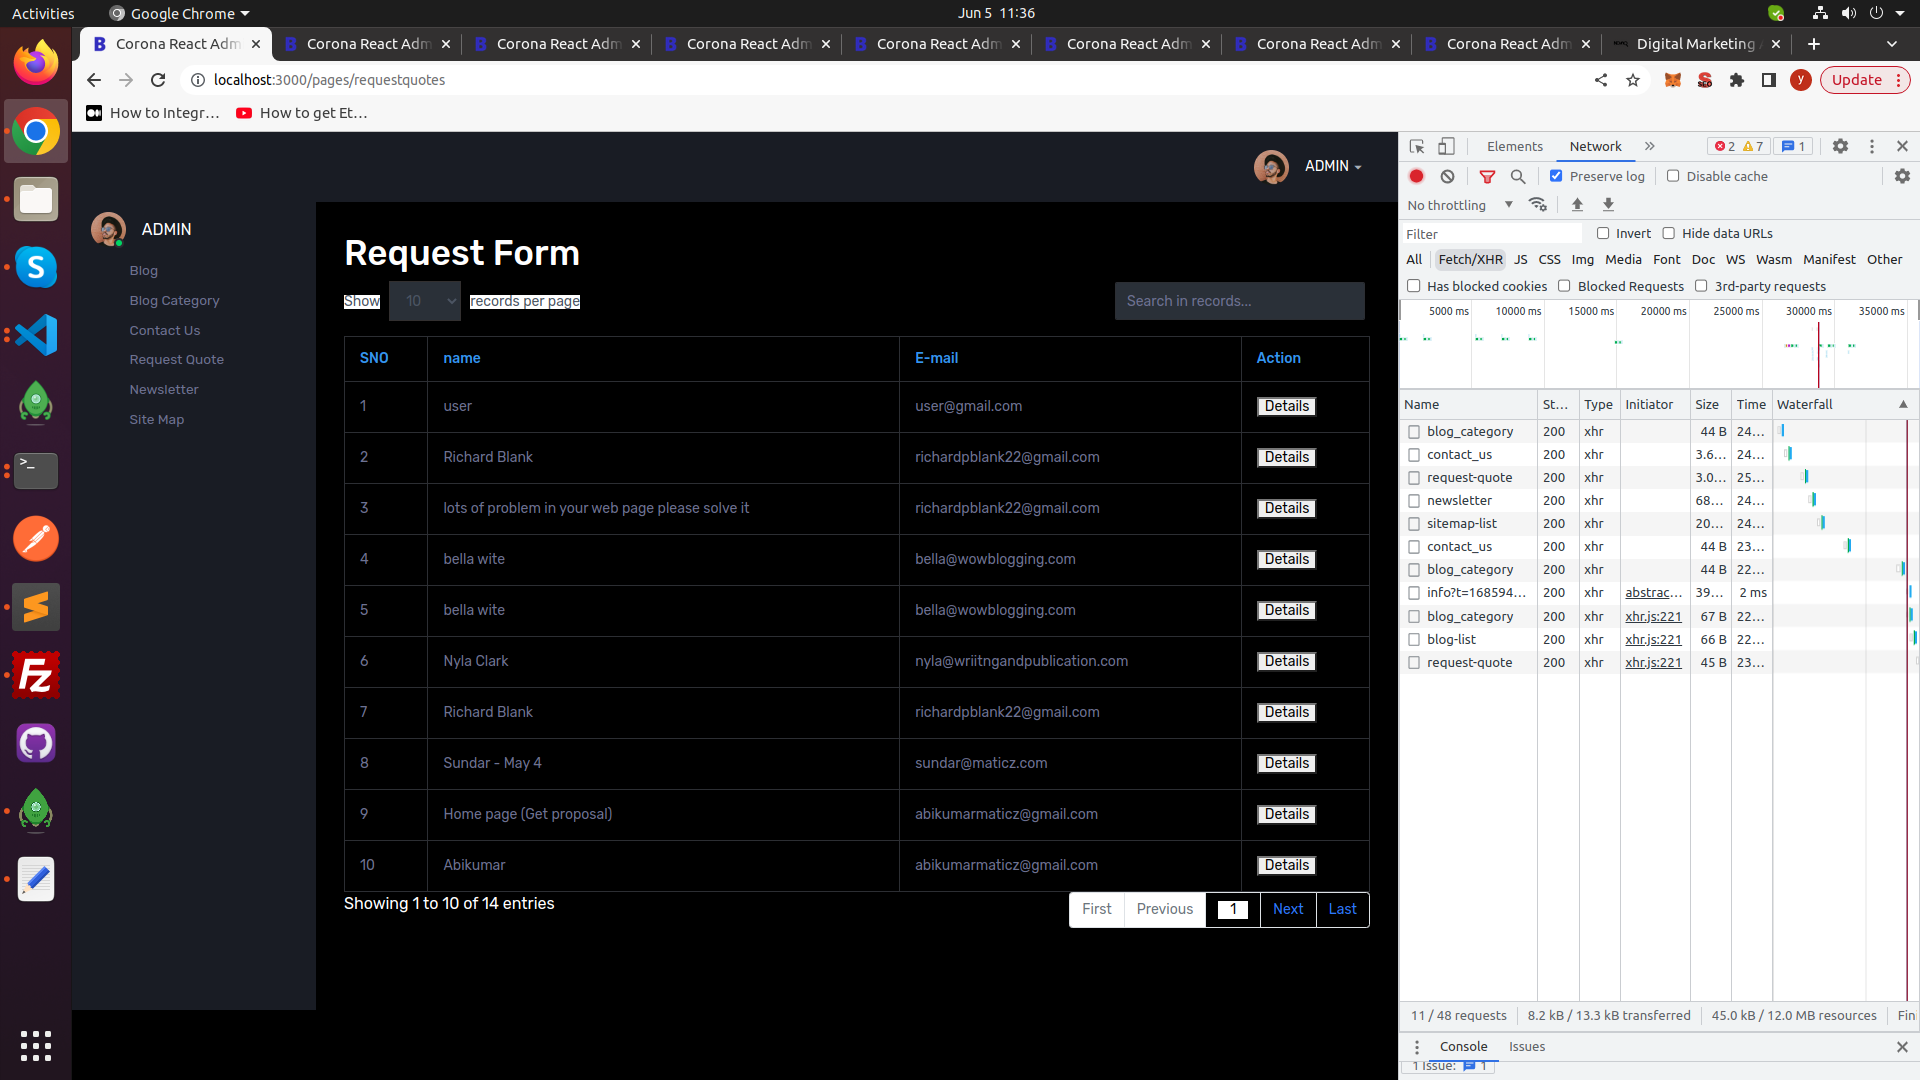 Activities
Google Chrome
Jun 5 11:36
Corona React Adm
Corona React Adm
Corona React Adm
Corona React Adm
Corona React Adm
Corona React Adm
Corona React Adm
Corona React Adm
Digital Marketing
localhost:3000/pages/requestquotes
y
Update
How to Integr…
How to get Et…
ADMIN
ADMIN
Blog
Blog Category
Contact Us
Request Quote
Newsletter
Site Map
Request Form
Show 10 records per page
Search in records...
SNO name E-mail Action
1 user user@gmail.com Details
2 Richard Blank richardpblank22@gmail.com Details
3 lots of problem in your web page please solve it richardpblank22@gmail.com Details
4 bella wite bella@wowblogging.com Details
5 bella wite bella@wowblogging.com Details
6 Nyla Clark nyla@wriitngandpublication.com Details
7 Richard Blank richardpblank22@gmail.com Details
8 Sundar - May 4 sundar@maticz.com Details
9 Home page (Get proposal) abikumarmaticz@gmail.com Details
10 Abikumar abikumarmaticz@gmail.com Details
Showing 1 to 10 of 14 entries
First Previous 1 Next Last
Elements Network 2 7 1
Preserve log Disable cache
No throttling
Filter Invert Hide data URLs
All Fetch/XHR JS CSS Img Media Font Doc WS Wasm Manifest Other
Has blocked cookies Blocked Requests 3rd-party requests
5000 ms 10000 ms 15000 ms 20000 ms 25000 ms 30000 ms 35000 ms
Name St... Type Initiator Size Time Waterfall
blog_category 200 xhr 44 B 24...
contact_us 200 xhr 3.6... 24...
request-quote 200 xhr 3.0... 25...
newsletter 200 xhr 68... 24...
sitemap-list 200 xhr 20... 24...
contact_us 200 xhr 44 B 23...
blog_category 200 xhr 44 B 22...
info?t=168594... 200 xhr abstrac... 39... 2 ms
blog_category 200 xhr xhr.js:221 67 B 22...
blog-list 200 xhr xhr.js:221 66 B 22...
request-quote 200 xhr xhr.js:221 45 B 23...
11 / 48 requests 8.2 kB / 13.3 kB transferred 45.0 kB / 12.0 MB resources Fin
Console Issues
1 Issue: 1